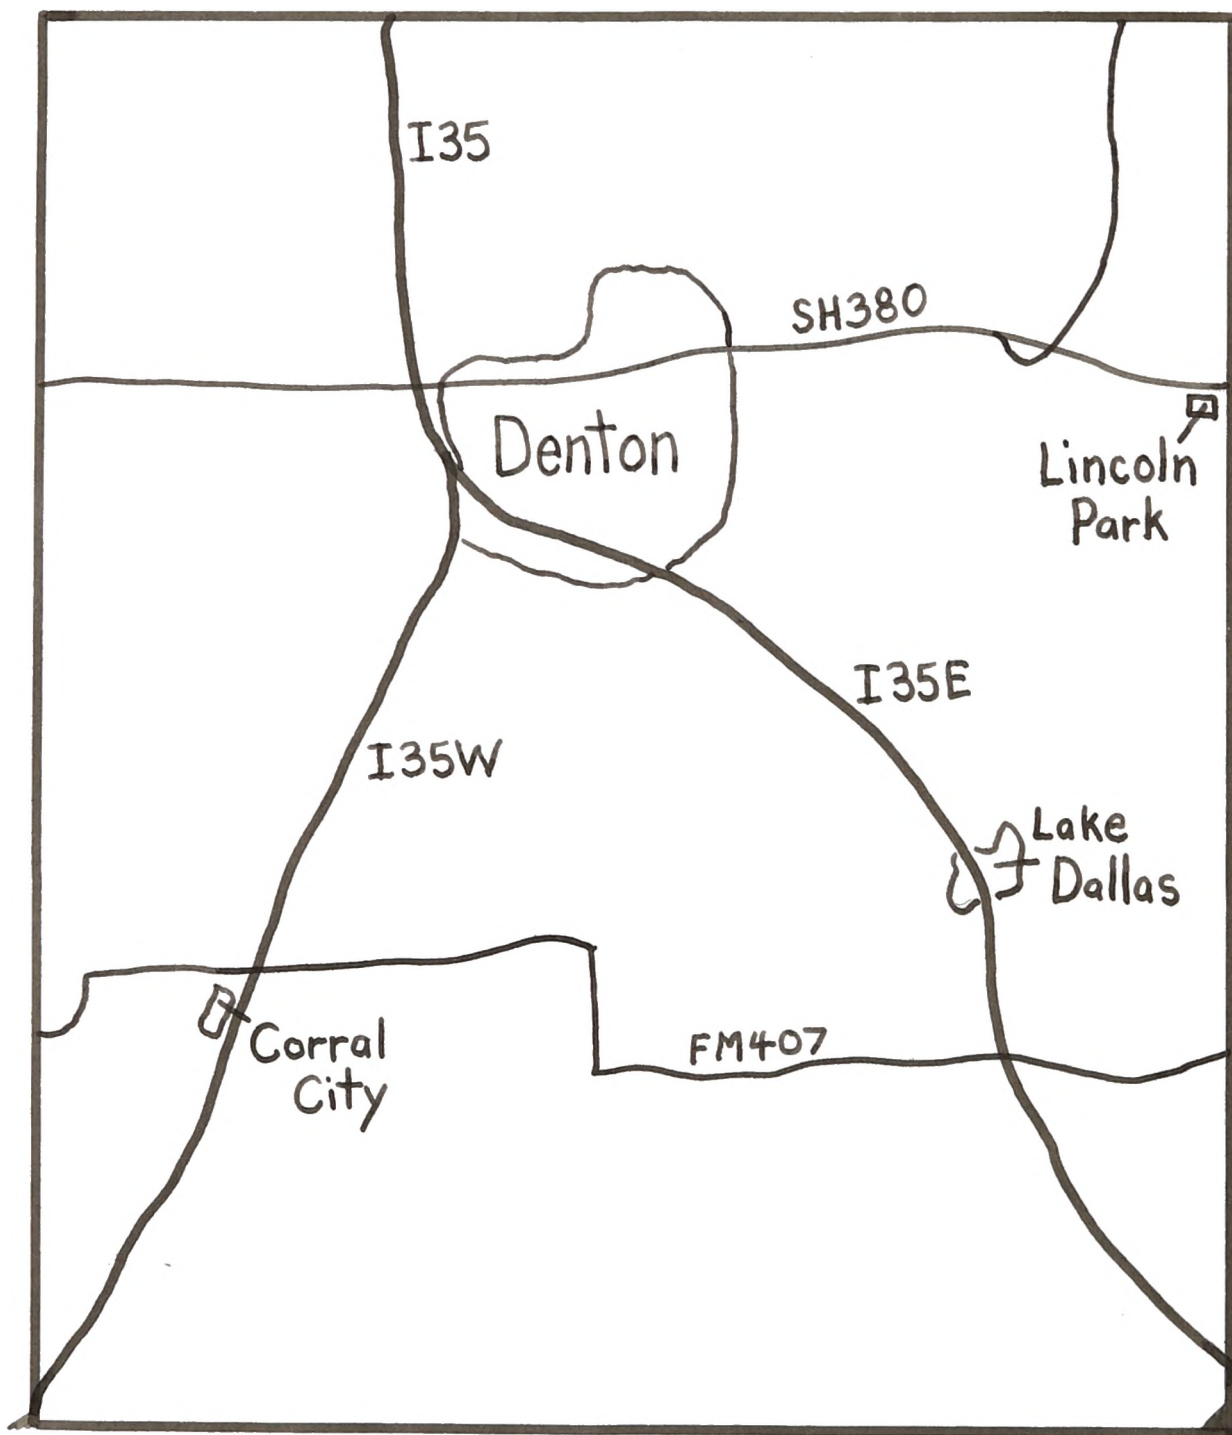 I35
SH380
Denton
Lincoln
Park
I35E
I35W
Lake
Dallas
Corral
City
FM407